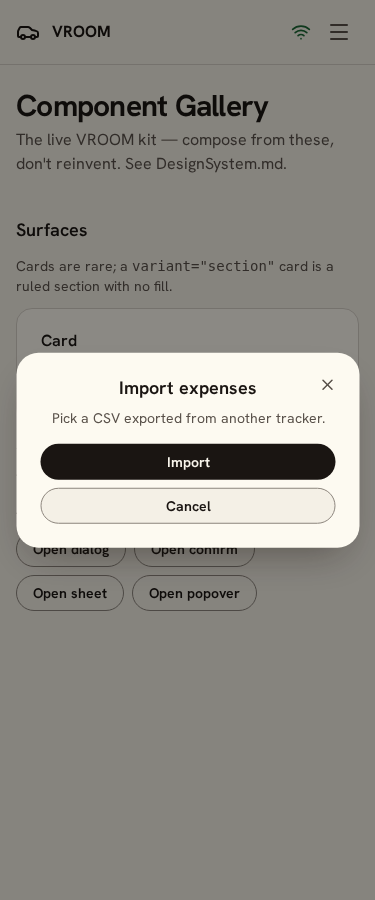 VROOM
Component Gallery
The live VROOM kit — compose from these,
don't reinvent. See DesignSystem.md.
Surfaces
Cards are rare; a variant="section" card is a
ruled section with no fill.
Card
Import expenses
Pick a CSV exported from another tracker.
Import
Cancel
Open dialog Open confirm
Open sheet Open popover